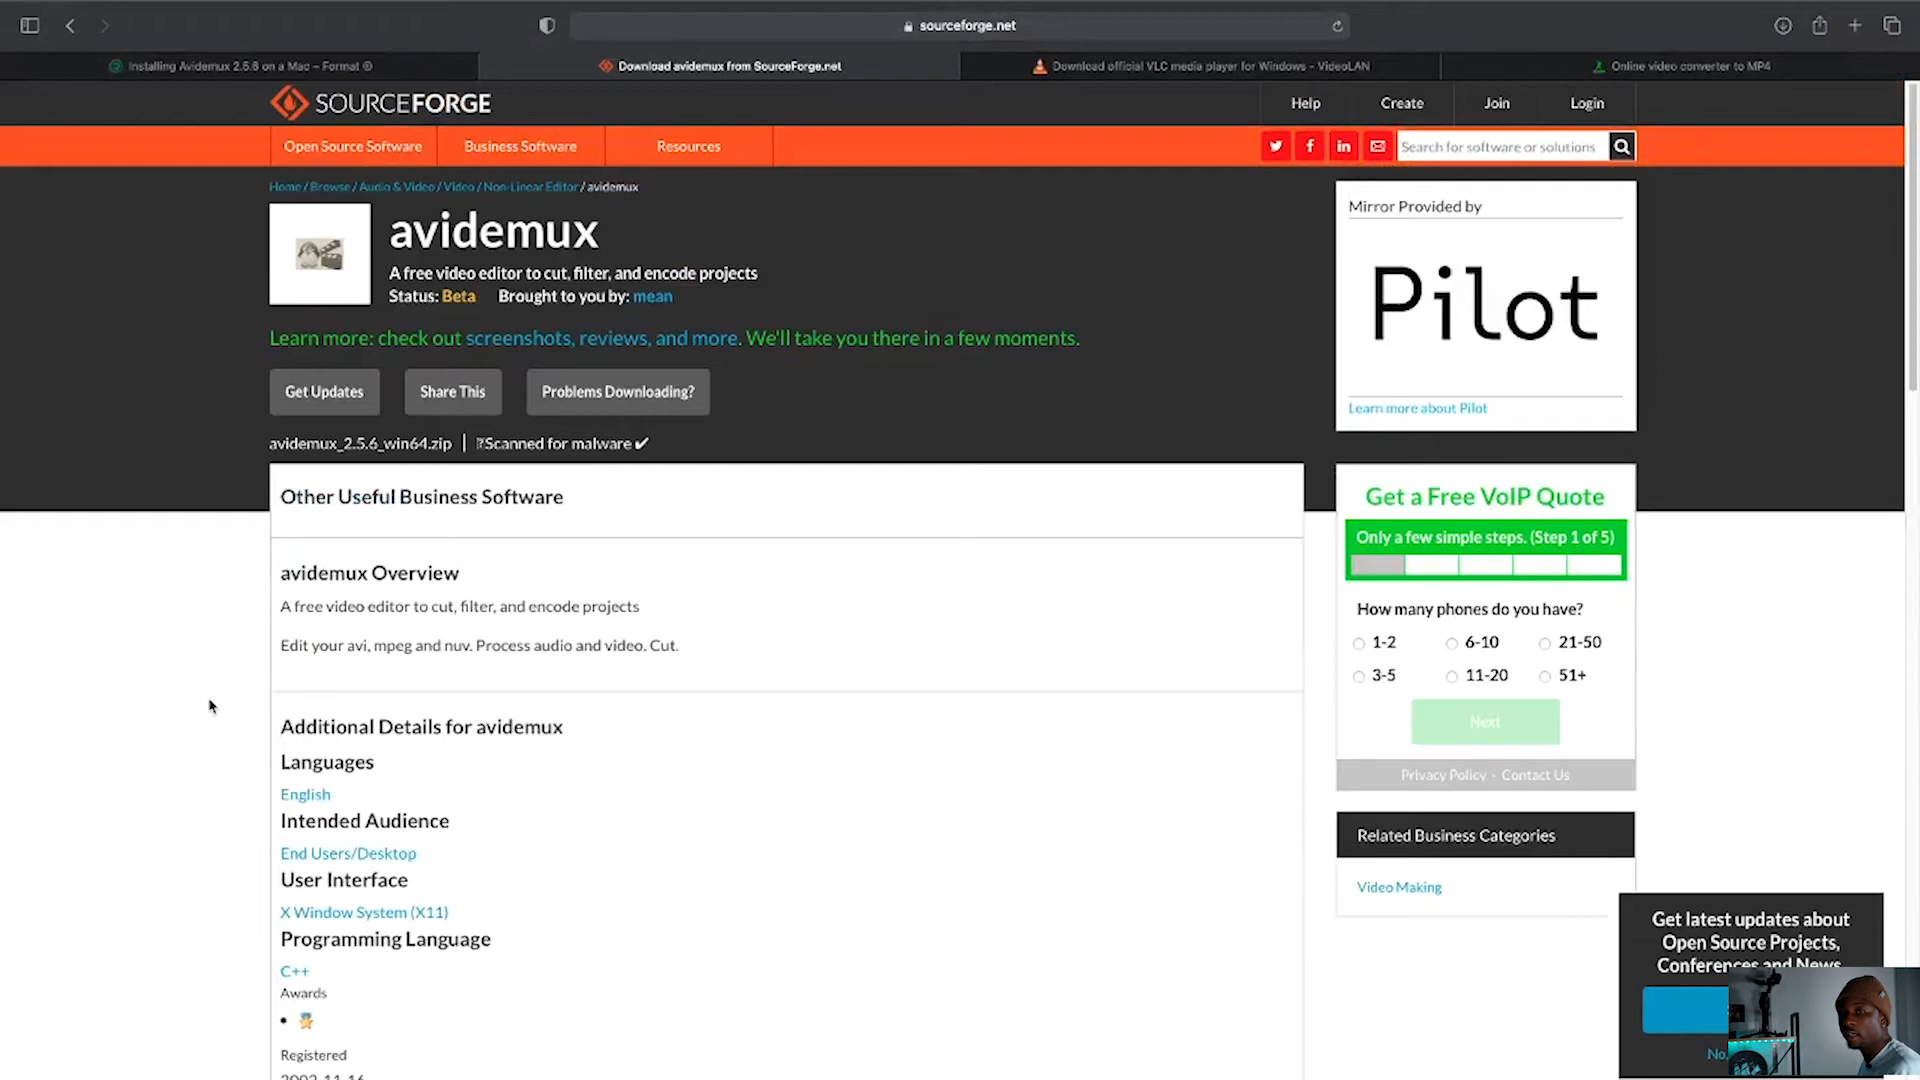 sourceforge.net
Installing Avidemux 2.5.6 on a Mac – Format ©
Download avidemux from SourceForge.net
Download official VLC media player for Windows - VideoLAN
Online video converter to MP4
SOURCEFORGE
Help
Create
Join
Login
Open Source Software
Business Software
Resources
Search for software or solutions
Home / Browse / Audio & Video / Video / Non-Linear Editor / avidemux
avidemux
A free video editor to cut, filter, and encode projects
Status: Beta Brought to you by: mean
Learn more: check out screenshots, reviews, and more. We'll take you there in a few moments.
Get Updates
Share This
Problems Downloading?
avidemux_2.5.6_win64.zip | Scanned for malware ✔
Mirror Provided by
Pilot
Learn more about Pilot
Other Useful Business Software
avidemux Overview
A free video editor to cut, filter, and encode projects
Edit your avi, mpeg and nuv. Process audio and video. Cut.
Additional Details for avidemux
Languages
English
Intended Audience
End Users/Desktop
User Interface
X Window System (X11)
Programming Language
C++
Awards
Registered
Get a Free VoIP Quote
Only a few simple steps. (Step 1 of 5)
How many phones do you have?
1-2 6-10 21-50
3-5 11-20 51+
Next
Privacy Policy - Contact Us
Related Business Categories
Video Making
Get latest updates about
Open Source Projects,
Conferences and News
No,